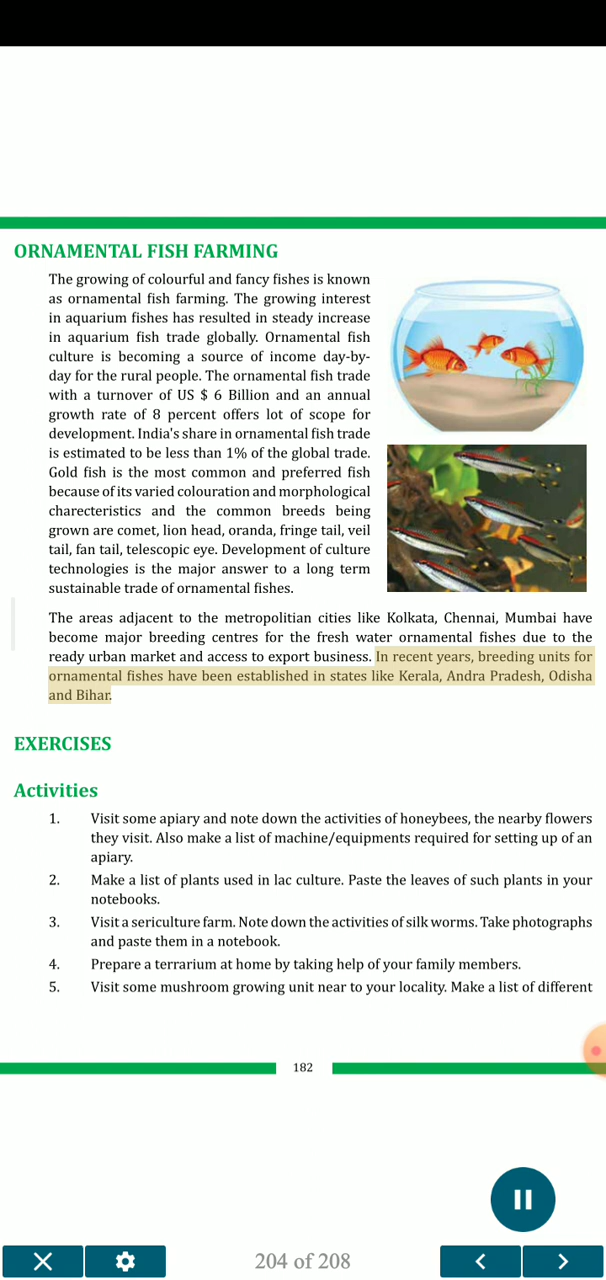 ORNAMENTAL FISH FARMING
The growing of colourful and fancy fishes is known
as ornamental fish farming. The growing interest
in aquarium fishes has resulted in steady increase
in aquarium fish trade globally. Ornamental fish
culture is becoming a source of income day-by-
day for the rural people. The ornamental fish trade
with a turnover of US $ 6 Billion and an annual
growth rate of 8 percent offers lot of scope for
development. India's share in ornamental fish trade
is estimated to be less than 1% of the global trade.
Gold fish is the most common and preferred fish
because of its varied colouration and morphological
charecteristics and the common breeds being
grown are comet, lion head, oranda, fringe tail, veil
tail, fan tail, telescopic eye. Development of culture
technologies is the major answer to a long term
sustainable trade of ornamental fishes.
The areas adjacent to the metropolitian cities like Kolkata, Chennai, Mumbai have
become major breeding centres for the fresh water ornamental fishes due to the
ready urban market and access to export business. In recent years, breeding units for
ornamental fishes have been established in states like Kerala, Andra Pradesh, Odisha
and Bihar.
EXERCISES
Activities
1. Visit some apiary and note down the activities of honeybees, the nearby flowers
they visit. Also make a list of machine/equipments required for setting up of an
apiary.
2. Make a list of plants used in lac culture. Paste the leaves of such plants in your
notebooks.
3. Visit a sericulture farm. Note down the activities of silk worms. Take photographs
and paste them in a notebook.
4. Prepare a terrarium at home by taking help of your family members.
5. Visit some mushroom growing unit near to your locality. Make a list of different
182
204 of 208